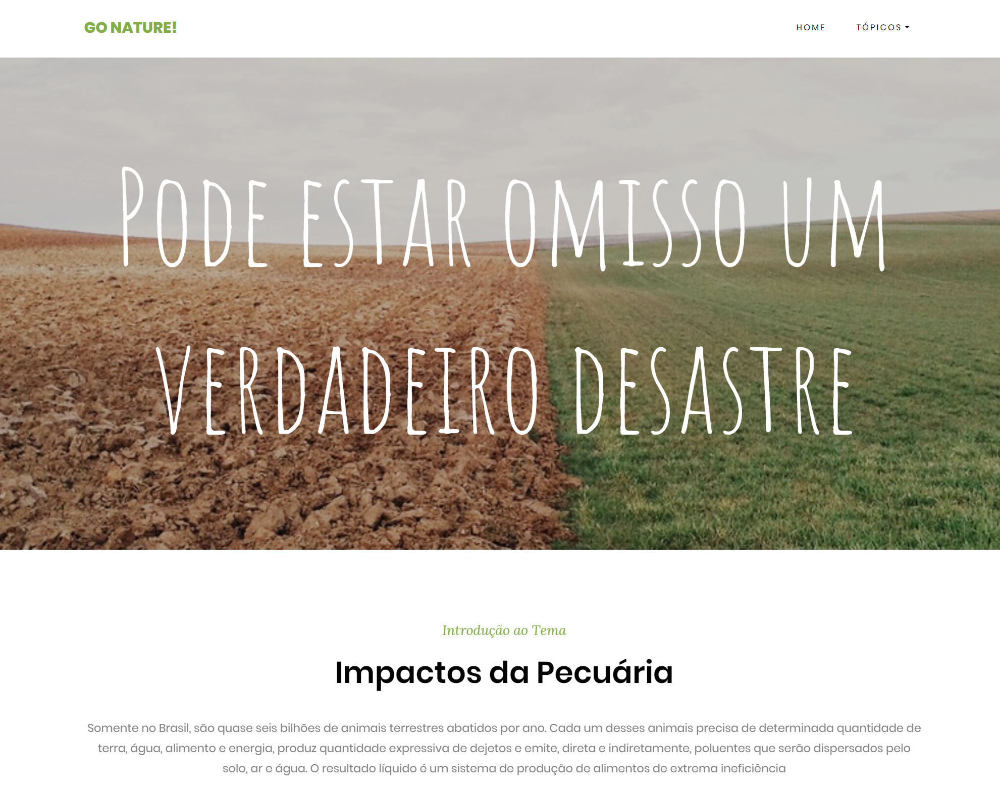 GO NATURE!
HOME TÓPICOS
Pode estar omisso um
verdadeiro desastre
Introdução ao Tema
Impactos da Pecuária
Somente no Brasil, são quase seis bilhões de animais terrestres abatidos por ano. Cada um desses animais precisa de determinada quantidade de
terra, água, alimento e energia, produz quantidade expressiva de dejetos e emite, direta e indiretamente, poluentes que serão dispersados pelo
solo, ar e água. O resultado líquido é um sistema de produção de alimentos de extrema ineficiência